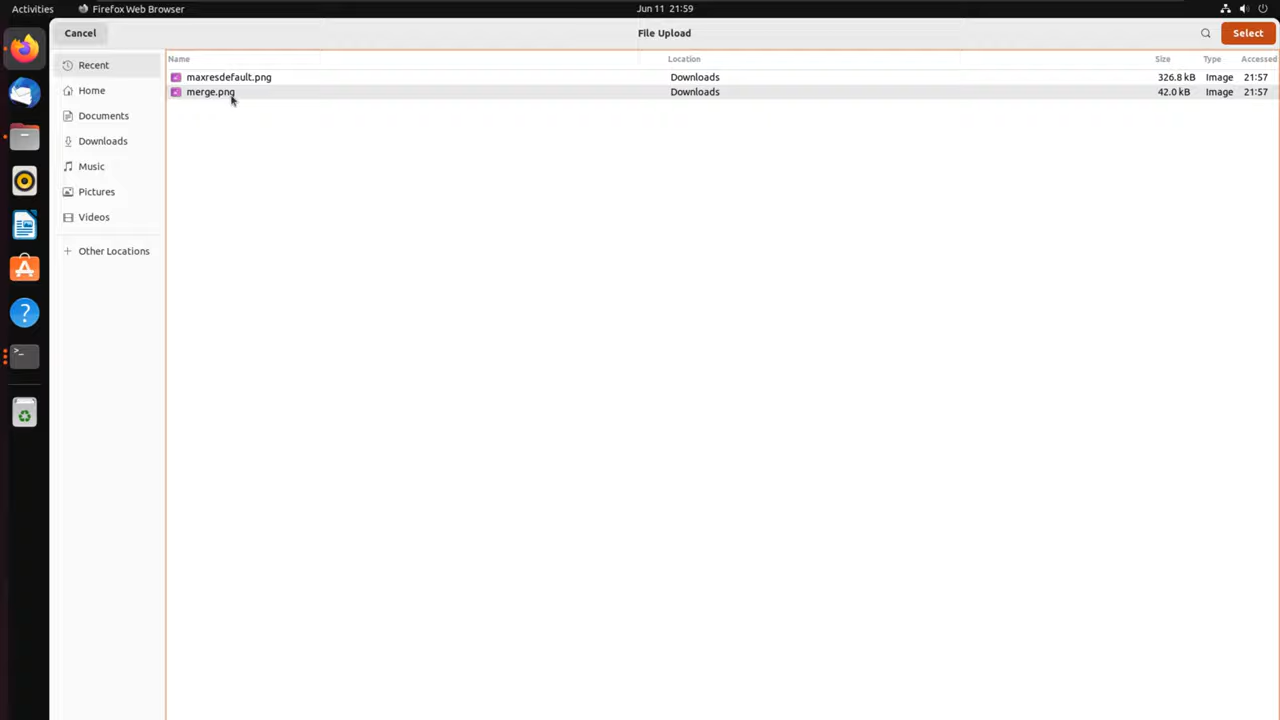 Activities Firefox Web Browser Jun 11 21:59
Cancel File Upload Select
Recent
Home
Documents
Downloads
Music
Pictures
Videos
Other Locations
Name Location Size Type Accessed
maxresdefault.png Downloads 326.8 kB Image 21:57
merge.png Downloads 42.0 kB Image 21:57